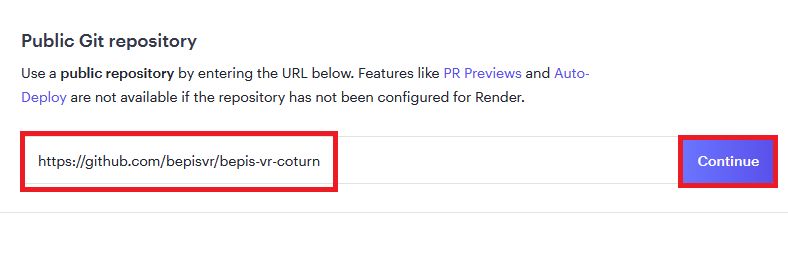 Public Git repository
Use a public repository by entering the URL below. Features like PR Previews and Auto-
Deploy are not available if the repository has not been configured for Render.
https://github.com/bepisvr/bepis-vr-coturn
Continue